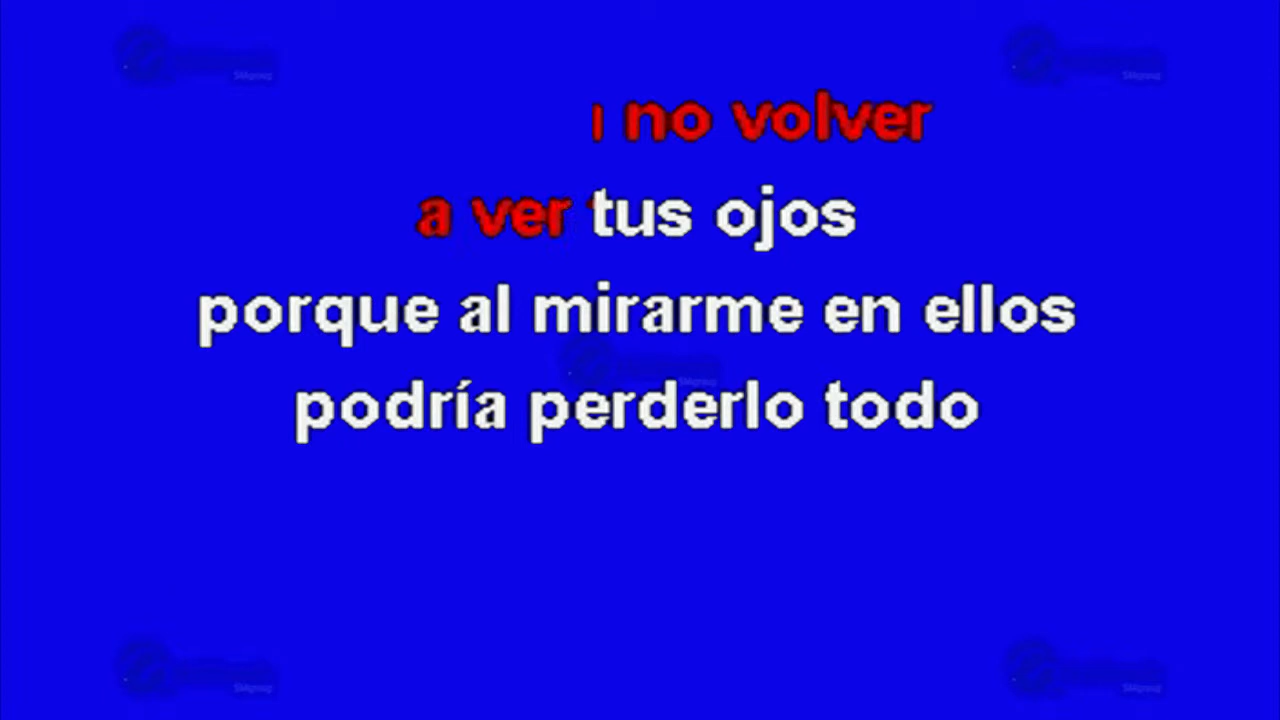 no volver
a ver tus ojos
porque al mirarme en ellos
podría perderlo todo